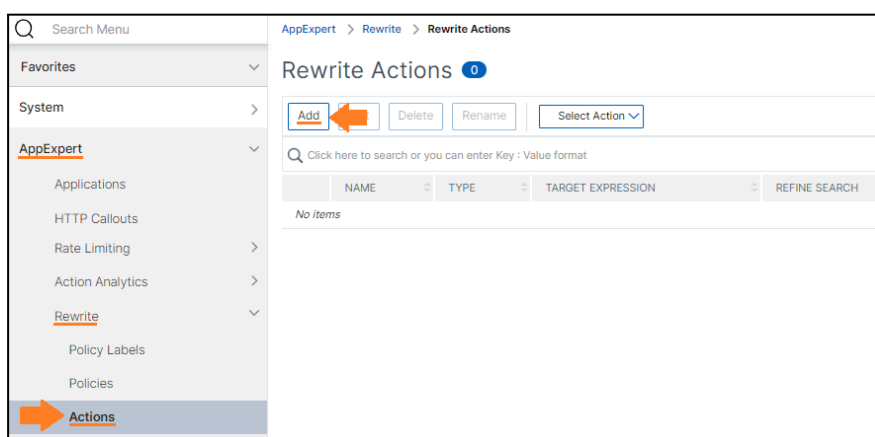 Search Menu
Favorites
System
AppExpert
Applications
HTTP Callouts
Rate Limiting
Action Analytics
Rewrite
Policy Labels
Policies
Actions
AppExpert > Rewrite > Rewrite Actions
Rewrite Actions 0
Add Delete Rename Select Action
Click here to search or you can enter Key : Value format
NAME TYPE TARGET EXPRESSION REFINE SEARCH
No items